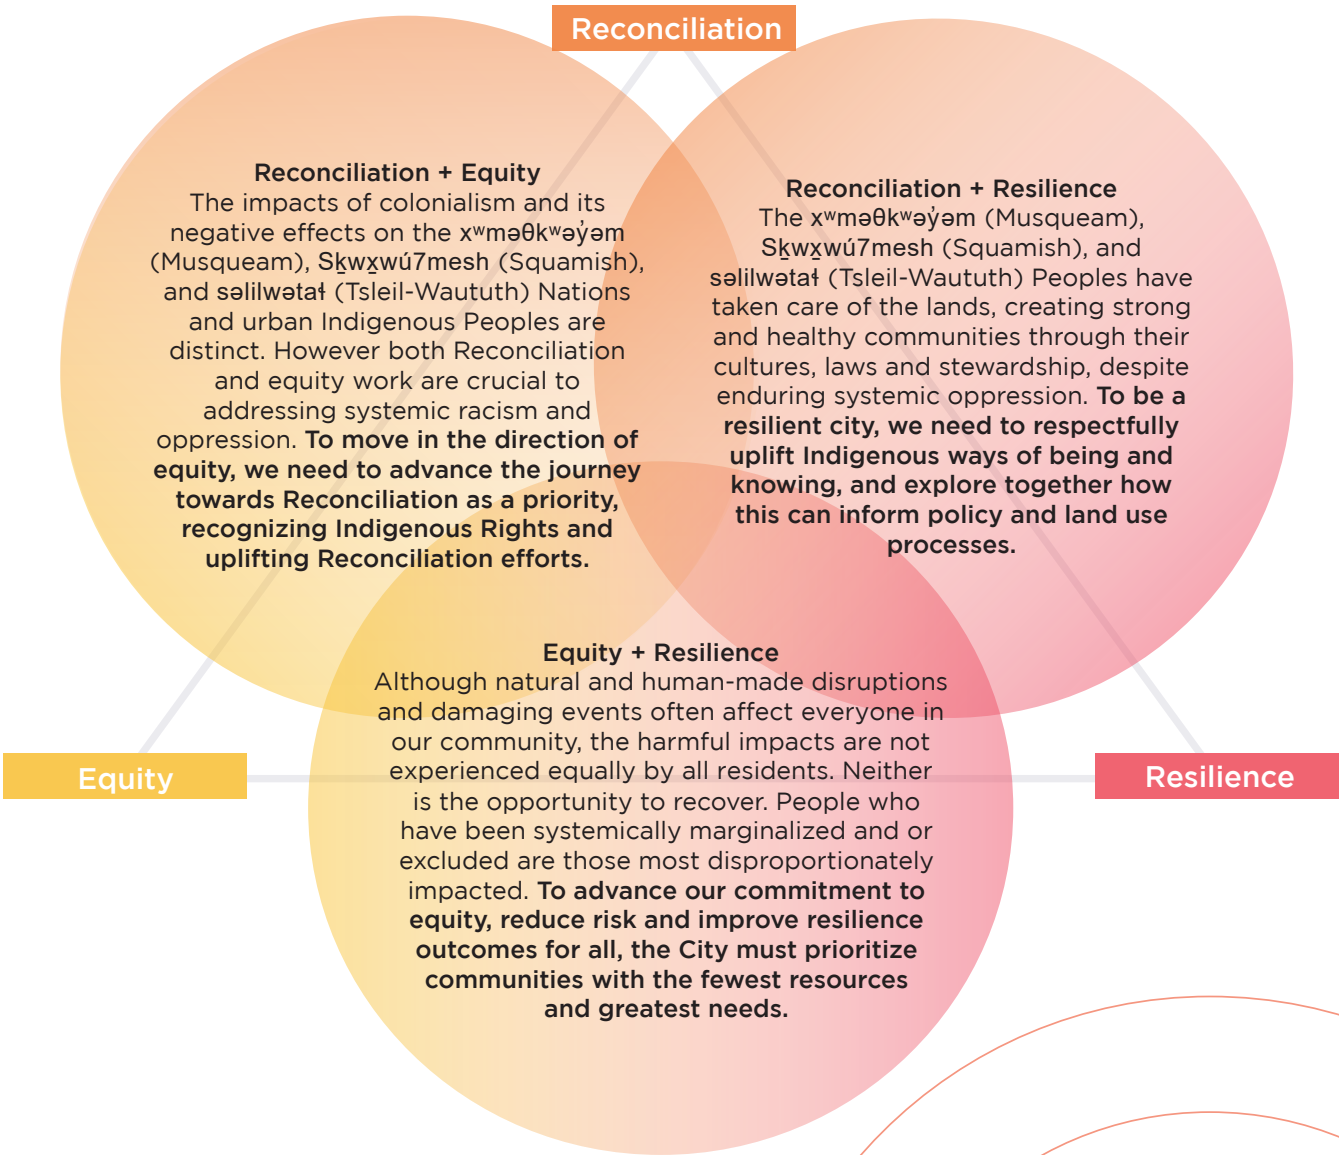 Reconciliation
Reconciliation + Equity
The impacts of colonialism and its
negative effects on the xʷməθkʷəy̓əm
(Musqueam), Sḵwx̱wú7mesh (Squamish),
and səlilwətaɬ (Tsleil-Waututh) Nations
and urban Indigenous Peoples are
distinct. However both Reconciliation
and equity work are crucial to
addressing systemic racism and
oppression. To move in the direction of
equity, we need to advance the journey
towards Reconciliation as a priority,
recognizing Indigenous Rights and
uplifting Reconciliation efforts.
Reconciliation + Resilience
The xʷməθkʷəy̓əm (Musqueam),
Sḵwx̱wú7mesh (Squamish), and
səlilwətaɬ (Tsleil-Waututh) Peoples have
taken care of the lands, creating strong
and healthy communities through their
cultures, laws and stewardship, despite
enduring systemic oppression. To be a
resilient city, we need to respectfully
uplift Indigenous ways of being and
knowing, and explore together how
this can inform policy and land use
processes.
Equity + Resilience
Although natural and human-made disruptions
and damaging events often affect everyone in
our community, the harmful impacts are not
experienced equally by all residents. Neither
is the opportunity to recover. People who
have been systemically marginalized and or
excluded are those most disproportionately
impacted. To advance our commitment to
equity, reduce risk and improve resilience
outcomes for all, the City must prioritize
communities with the fewest resources
and greatest needs.
Equity
Resilience